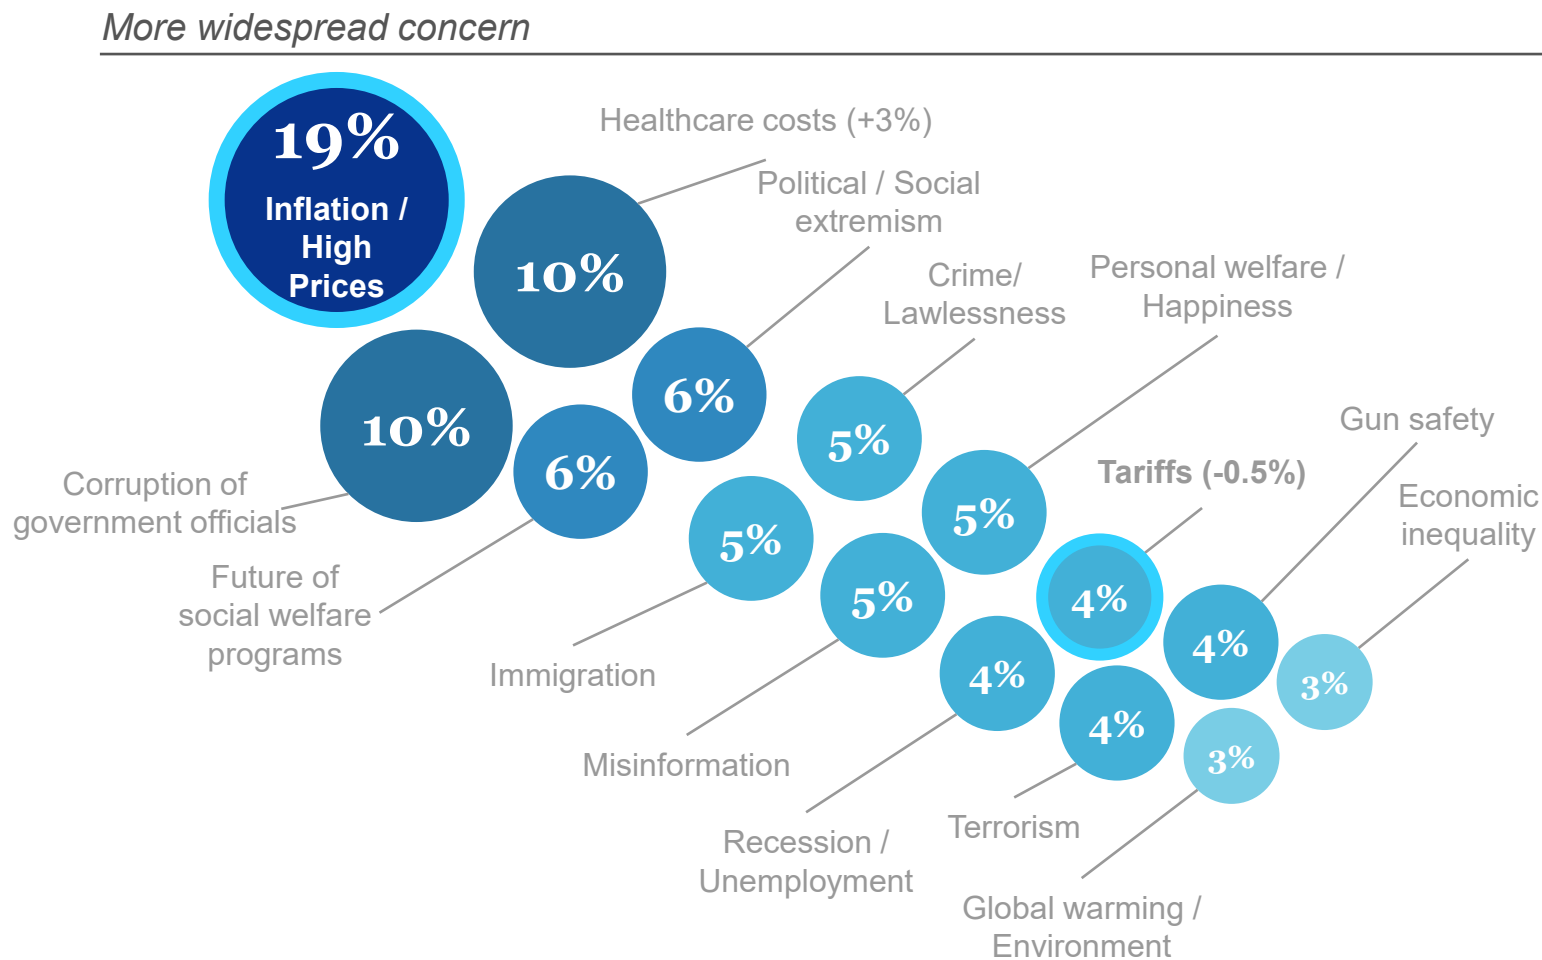 More widespread concern
19%
Inflation /
High
Prices
Healthcare costs (+3%)
10%
Political / Social
extremism
6%
Crime/
Lawlessness
5%
Personal welfare /
Happiness
5%
10%
Corruption of
government officials
6%
Future of
social welfare
programs
5%
Immigration
5%
Misinformation
Tariffs (-0.5%)
4%
Gun safety
4%
Economic
inequality
3%
4%
Recession /
Unemployment
4%
Terrorism
3%
Global warming /
Environment